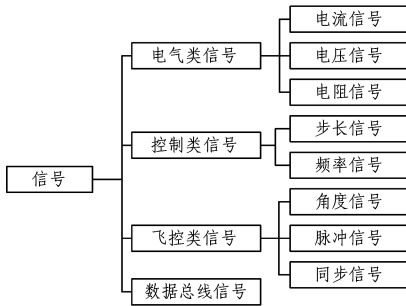 电流信号
电气类信号
电压信号
电阻信号
步长信号
控制类信号
频率信号
信号
角度信号
飞控类信号
脉冲信号
同步信号
数据总线信号